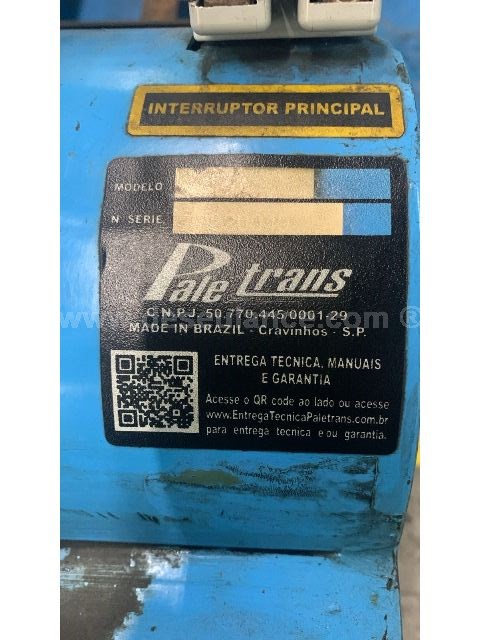 INTERRUPTOR PRINCIPAL
MODELO
N SERIE
Paletrans
C.N.P.J. 50.770.445/0001-29
MADE IN BRAZIL - Cravinhos - S.P.
ENTREGA TECNICA, MANUAIS
E GARANTIA
Acesse o QR code ao lado ou acesse
www.EntregaTecnicaPaletrans.com.br
para entrega tecnica e/ou garantia.